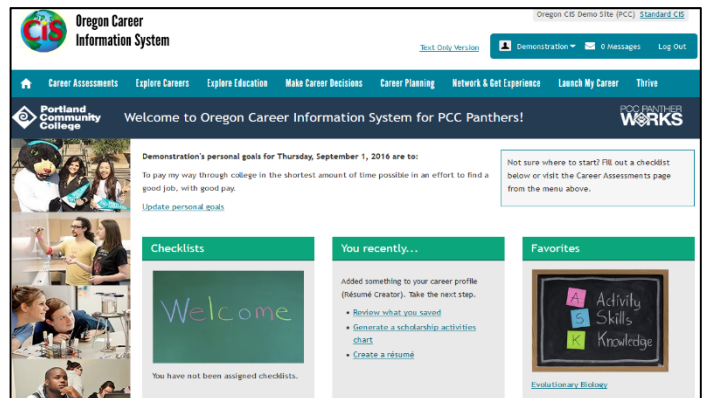 Oregon CIS Demo Site (PCC) Standard CIS
CiS
Oregon Career
Information System
Text Only Version
Demonstration
0 Messages
Log Out
Career Assessments
Explore Careers
Explore Education
Make Career Decisions
Career Planning
Network & Get Experience
Launch My Career
Thrive
Portland
Community
College
Welcome to Oregon Career Information System for PCC Panthers!
PCC PANTHER
WORKS
Demonstration's personal goals for Thursday, September 1, 2016 are to:
To pay my way through college in the shortest amount of time possible in an effort to find a
good job, with good pay.
Update personal goals
Not sure where to start? Fill out a checklist
below or visit the Career Assessments page
from the menu above.
Checklists
Welcome
You have not been assigned checklists.
You recently...
Added something to your career profile
(Résumé Creator). Take the next step.
• Review what you saved
• Generate a scholarship activities
chart
• Create a résumé
Favorites
A Activity
S Skills
K Knowledge
Evolutionary Biology